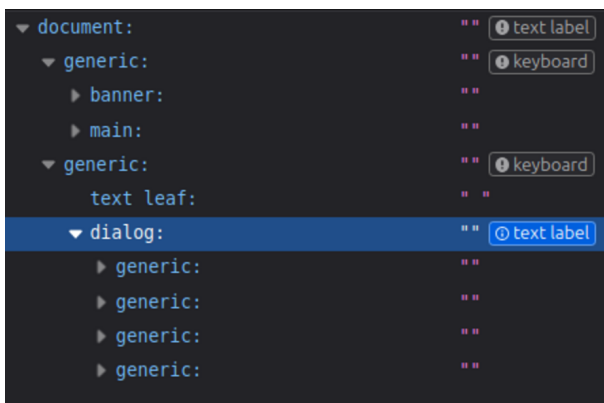 document: "" text label
generic: "" keyboard
banner: ""
main: ""
generic: "" keyboard
text leaf: " "
dialog: "" text label
generic: ""
generic: ""
generic: ""
generic: ""